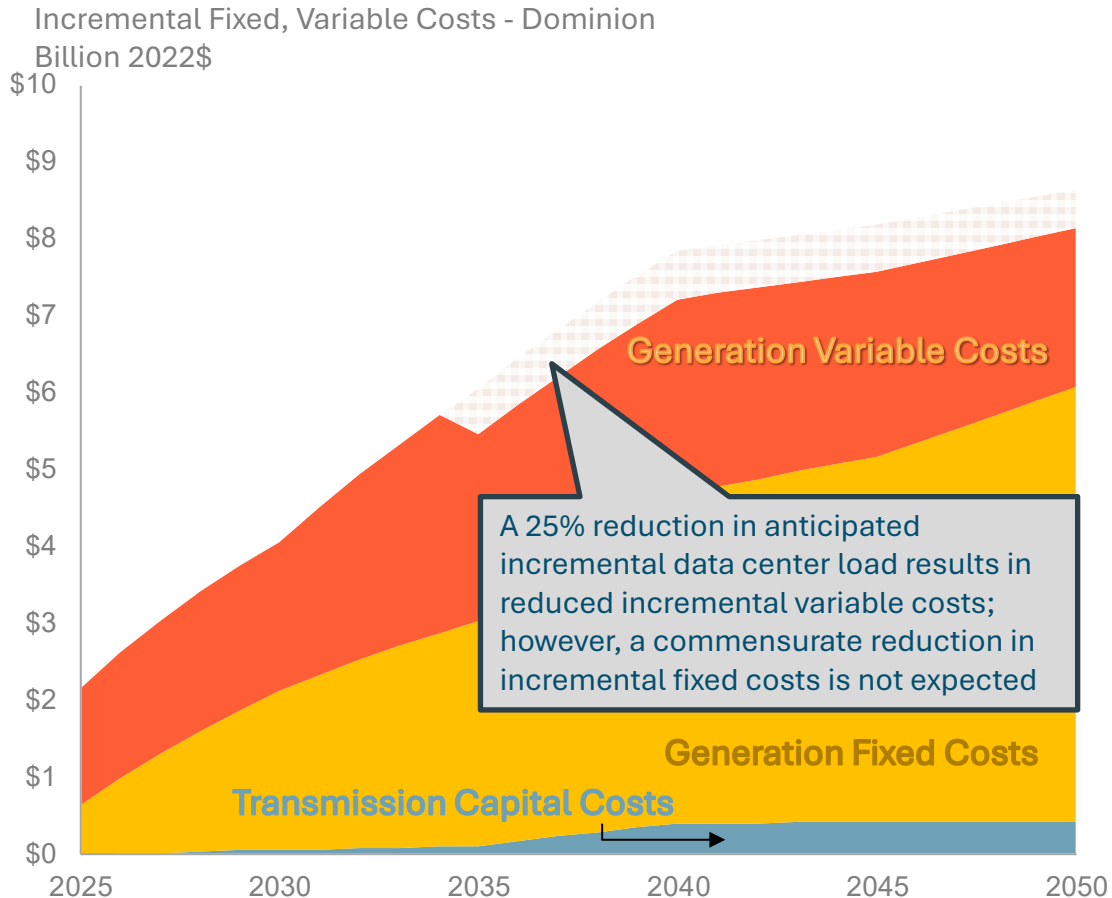 Incremental Fixed, Variable Costs - Dominion
Billion 2022$
$10
$9
$8
$7
$6
$5
$4
$3
$2
$1
$0
Generation Variable Costs
A 25% reduction in anticipated
incremental data center load results in
reduced incremental variable costs;
however, a commensurate reduction in
incremental fixed costs is not expected
Generation Fixed Costs
Transmission Capital Costs
2025
2030
2035
2040
2045
2050